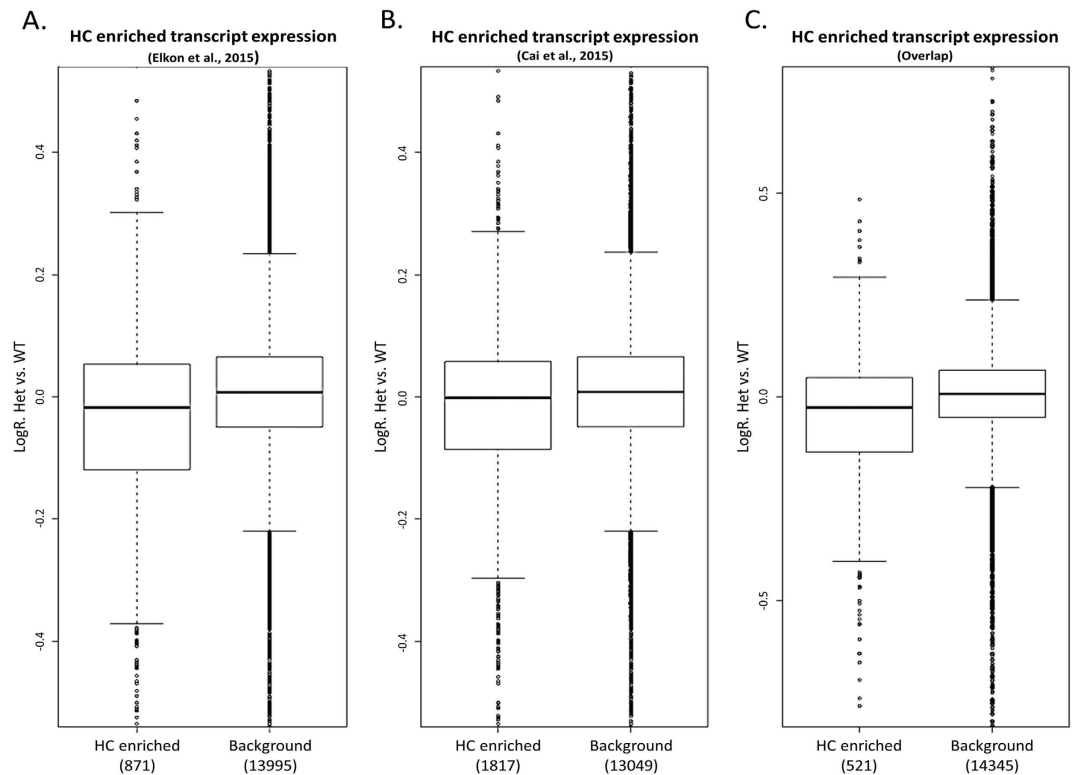 A.
HC enriched transcript expression
(Elkon et al., 2015)
LogR. Het vs. WT
0.4
0.2
0.0
-0.2
-0.4
HC enriched
(871)
Background
(13995)
B.
HC enriched transcript expression
(Cai et al., 2015)
LogR. Het vs. WT
0.4
0.2
0.0
-0.2
-0.4
HC enriched
(1817)
Background
(13049)
C.
HC enriched transcript expression
(Overlap)
LogR. Het vs. WT
0.5
0.0
-0.5
HC enriched
(521)
Background
(14345)